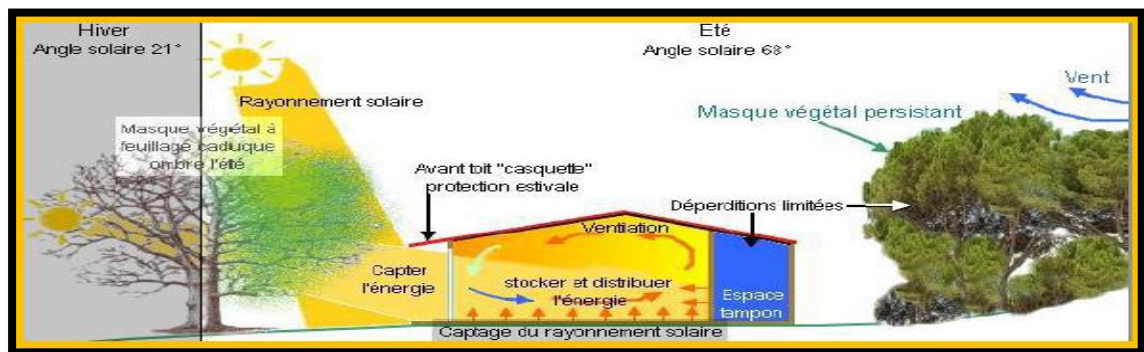 Hiver
Angle solaire 21°
Eté
Angle solaire 68°
Rayonnement solaire
Vent
Masque végétal persistant
Masque végétal à
feuillage caduque
ombre l'été
Avant toit "casquette"
protection estivale
Déperditions limitées
Ventiation
Capter
l'énergie
stocker et distribuer
l'énergie
Espace
tampon
Captage du rayonnement solaire